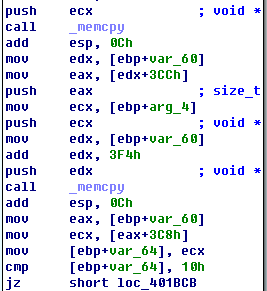 push ecx ; void *
call _memcpy
add esp, 0Ch
mov edx, [ebp+var_60]
mov eax, [edx+3CCh]
push eax ; size_t
mov ecx, [ebp+arg_4]
push ecx ; void *
mov edx, [ebp+var_60]
add edx, 3F4h
push edx ; void *
call _memcpy
add esp, 0Ch
mov eax, [ebp+var_60]
mov ecx, [eax+3C8h]
mov [ebp+var_64], ecx
cmp [ebp+var_64], 10h
jz short loc_401BCB